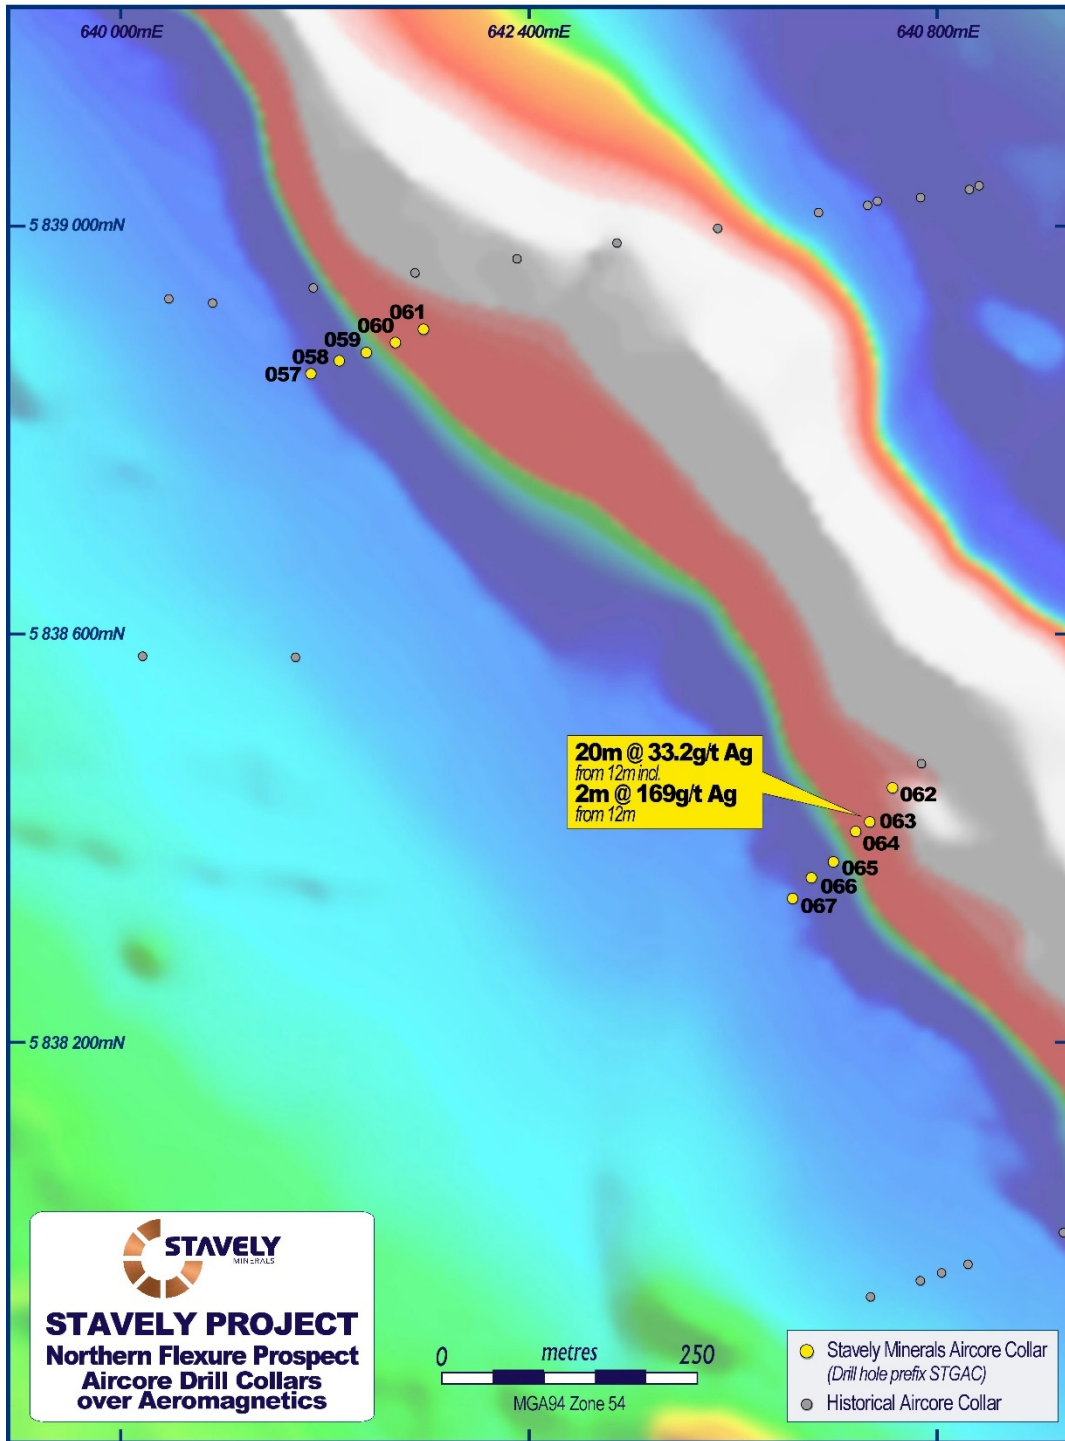 640 000mE
642 400mE
640 800mE
5 839 000mN
061
060
059
058
057
5 838 600mN
20m @ 33.2g/t Ag
from 12m incl.
2m @ 169g/t Ag
from 12m
062
063
064
065
066
067
5 838 200mN
STAVELY
MINERALS
STAVELY PROJECT
Northern Flexure Prospect
Aircore Drill Collars
over Aeromagnetics
0 metres 250
MGA94 Zone 54
Stavely Minerals Aircore Collar
(Drill hole prefix STGAC)
Historical Aircore Collar